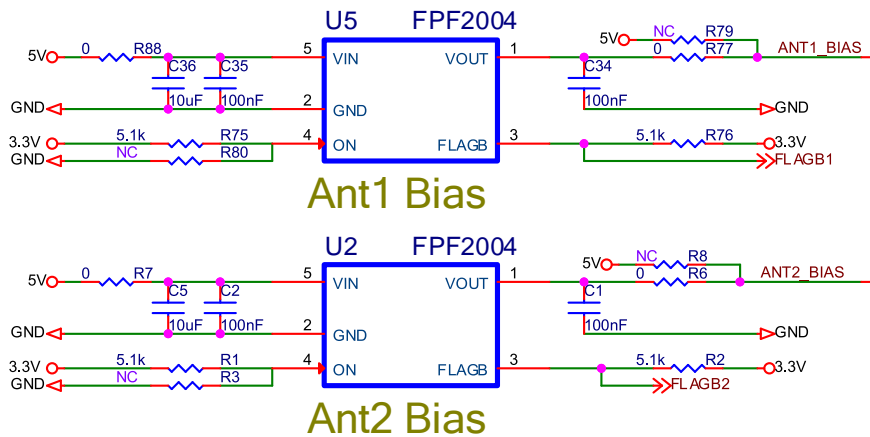 U5 FPF2004
5V 0 R88 5 VIN VOUT 1 5V NC R79
0 R77 ANT1_BIAS
C36 C35 C34
10uF 100nF 100nF
GND 2 GND GND
3.3V 5.1k R75 4 ON FLAGB 3 5.1k R76 3.3V
GND NC R80 FLAGB1
Ant1 Bias
U2 FPF2004
5V 0 R7 5 VIN VOUT 1 5V NC R8
0 R6 ANT2_BIAS
C5 C2 C1
10uF 100nF 100nF
GND 2 GND GND
3.3V 5.1k R1 4 ON FLAGB 3 5.1k R2 3.3V
GND NC R3 FLAGB2
Ant2 Bias